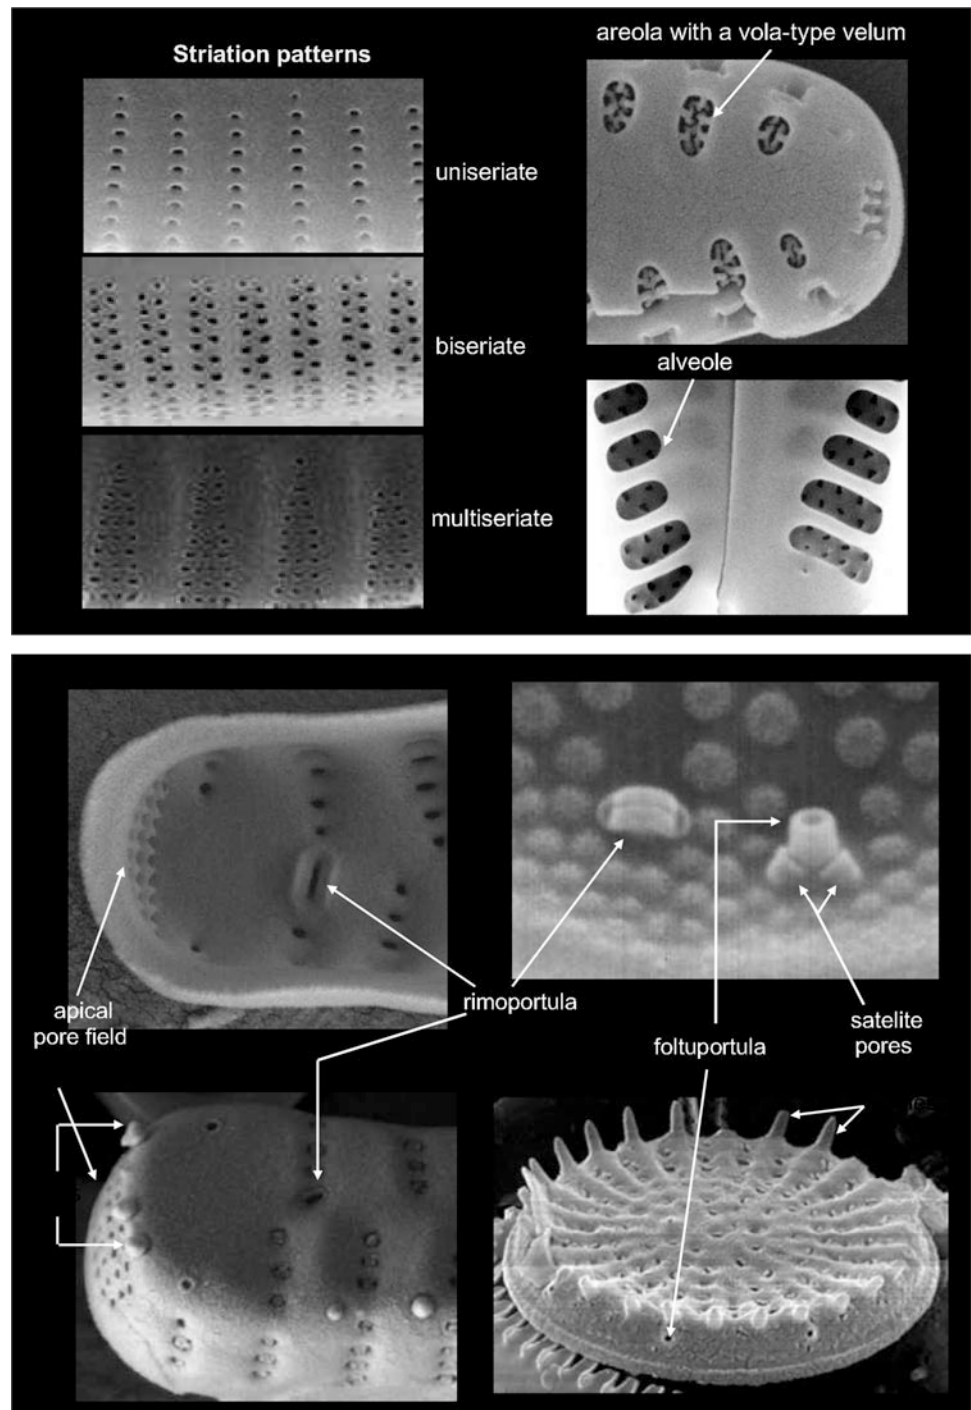 Striation patterns
areola with a vola-type velum
uniseriate
biseriate
alveole
multiseriate
rimoportula
apical
pore field
satelite
pores
foltuportula